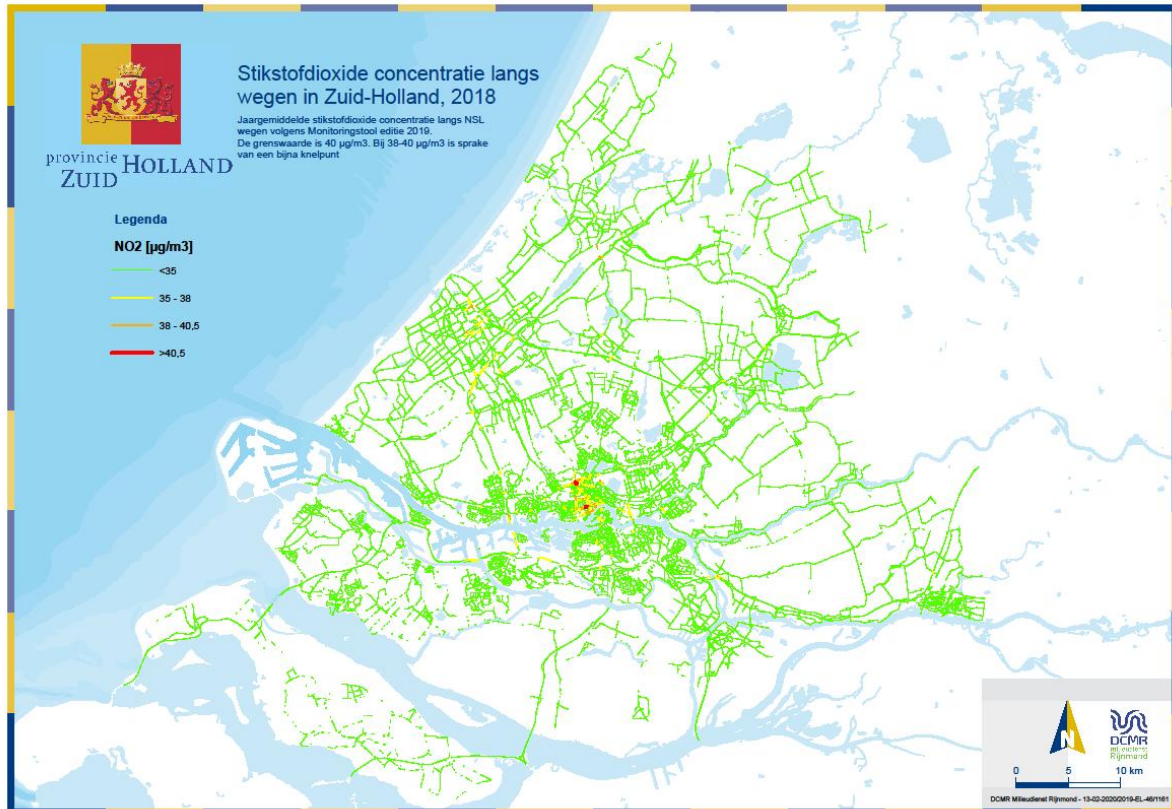 provincie HOLLAND
ZUID
Stikstofdioxide concentratie langs
wegen in Zuid-Holland, 2018
Jaargemiddelde stikstofdioxide concentratie langs NSL
wegen volgens Monitoringstool editie 2019.
De grenswaarde is 40 µg/m3. Bij 38-40 µg/m3 is sprake
van een bijna knelpunt
Legenda
NO2 [µg/m3]
<35
35 - 38
38 - 40,5
>40,5
N
DCMR
milieudienst
Rijnmond
0 5 10 km
DCMR Milieudienst Rijnmond - 13-02-2020/2019-EL-46/1161